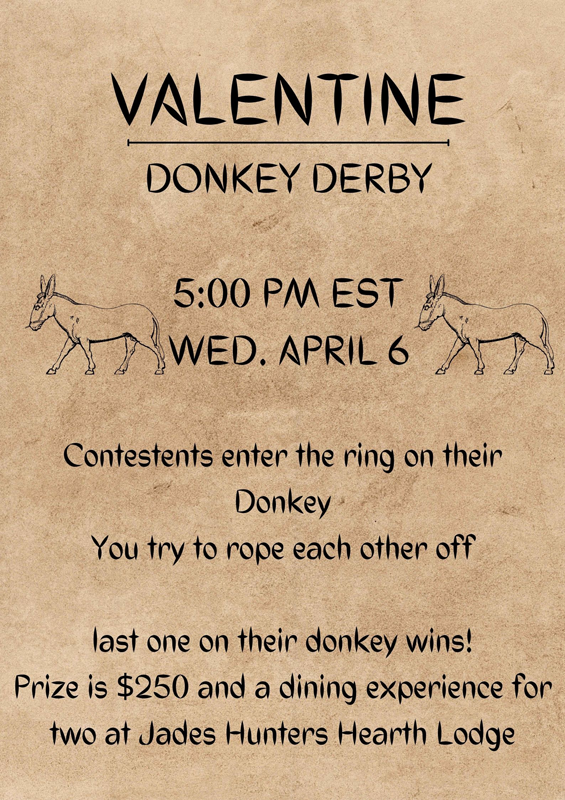 VALENTINE
DONKEY DERBY
5:00 PM EST
WED. APRIL 6
Contestents enter the ring on their
Donkey
You try to rope each other off
last one on their donkey wins!
Prize is $250 and a dining experience for
two at Jades Hunters Hearth Lodge